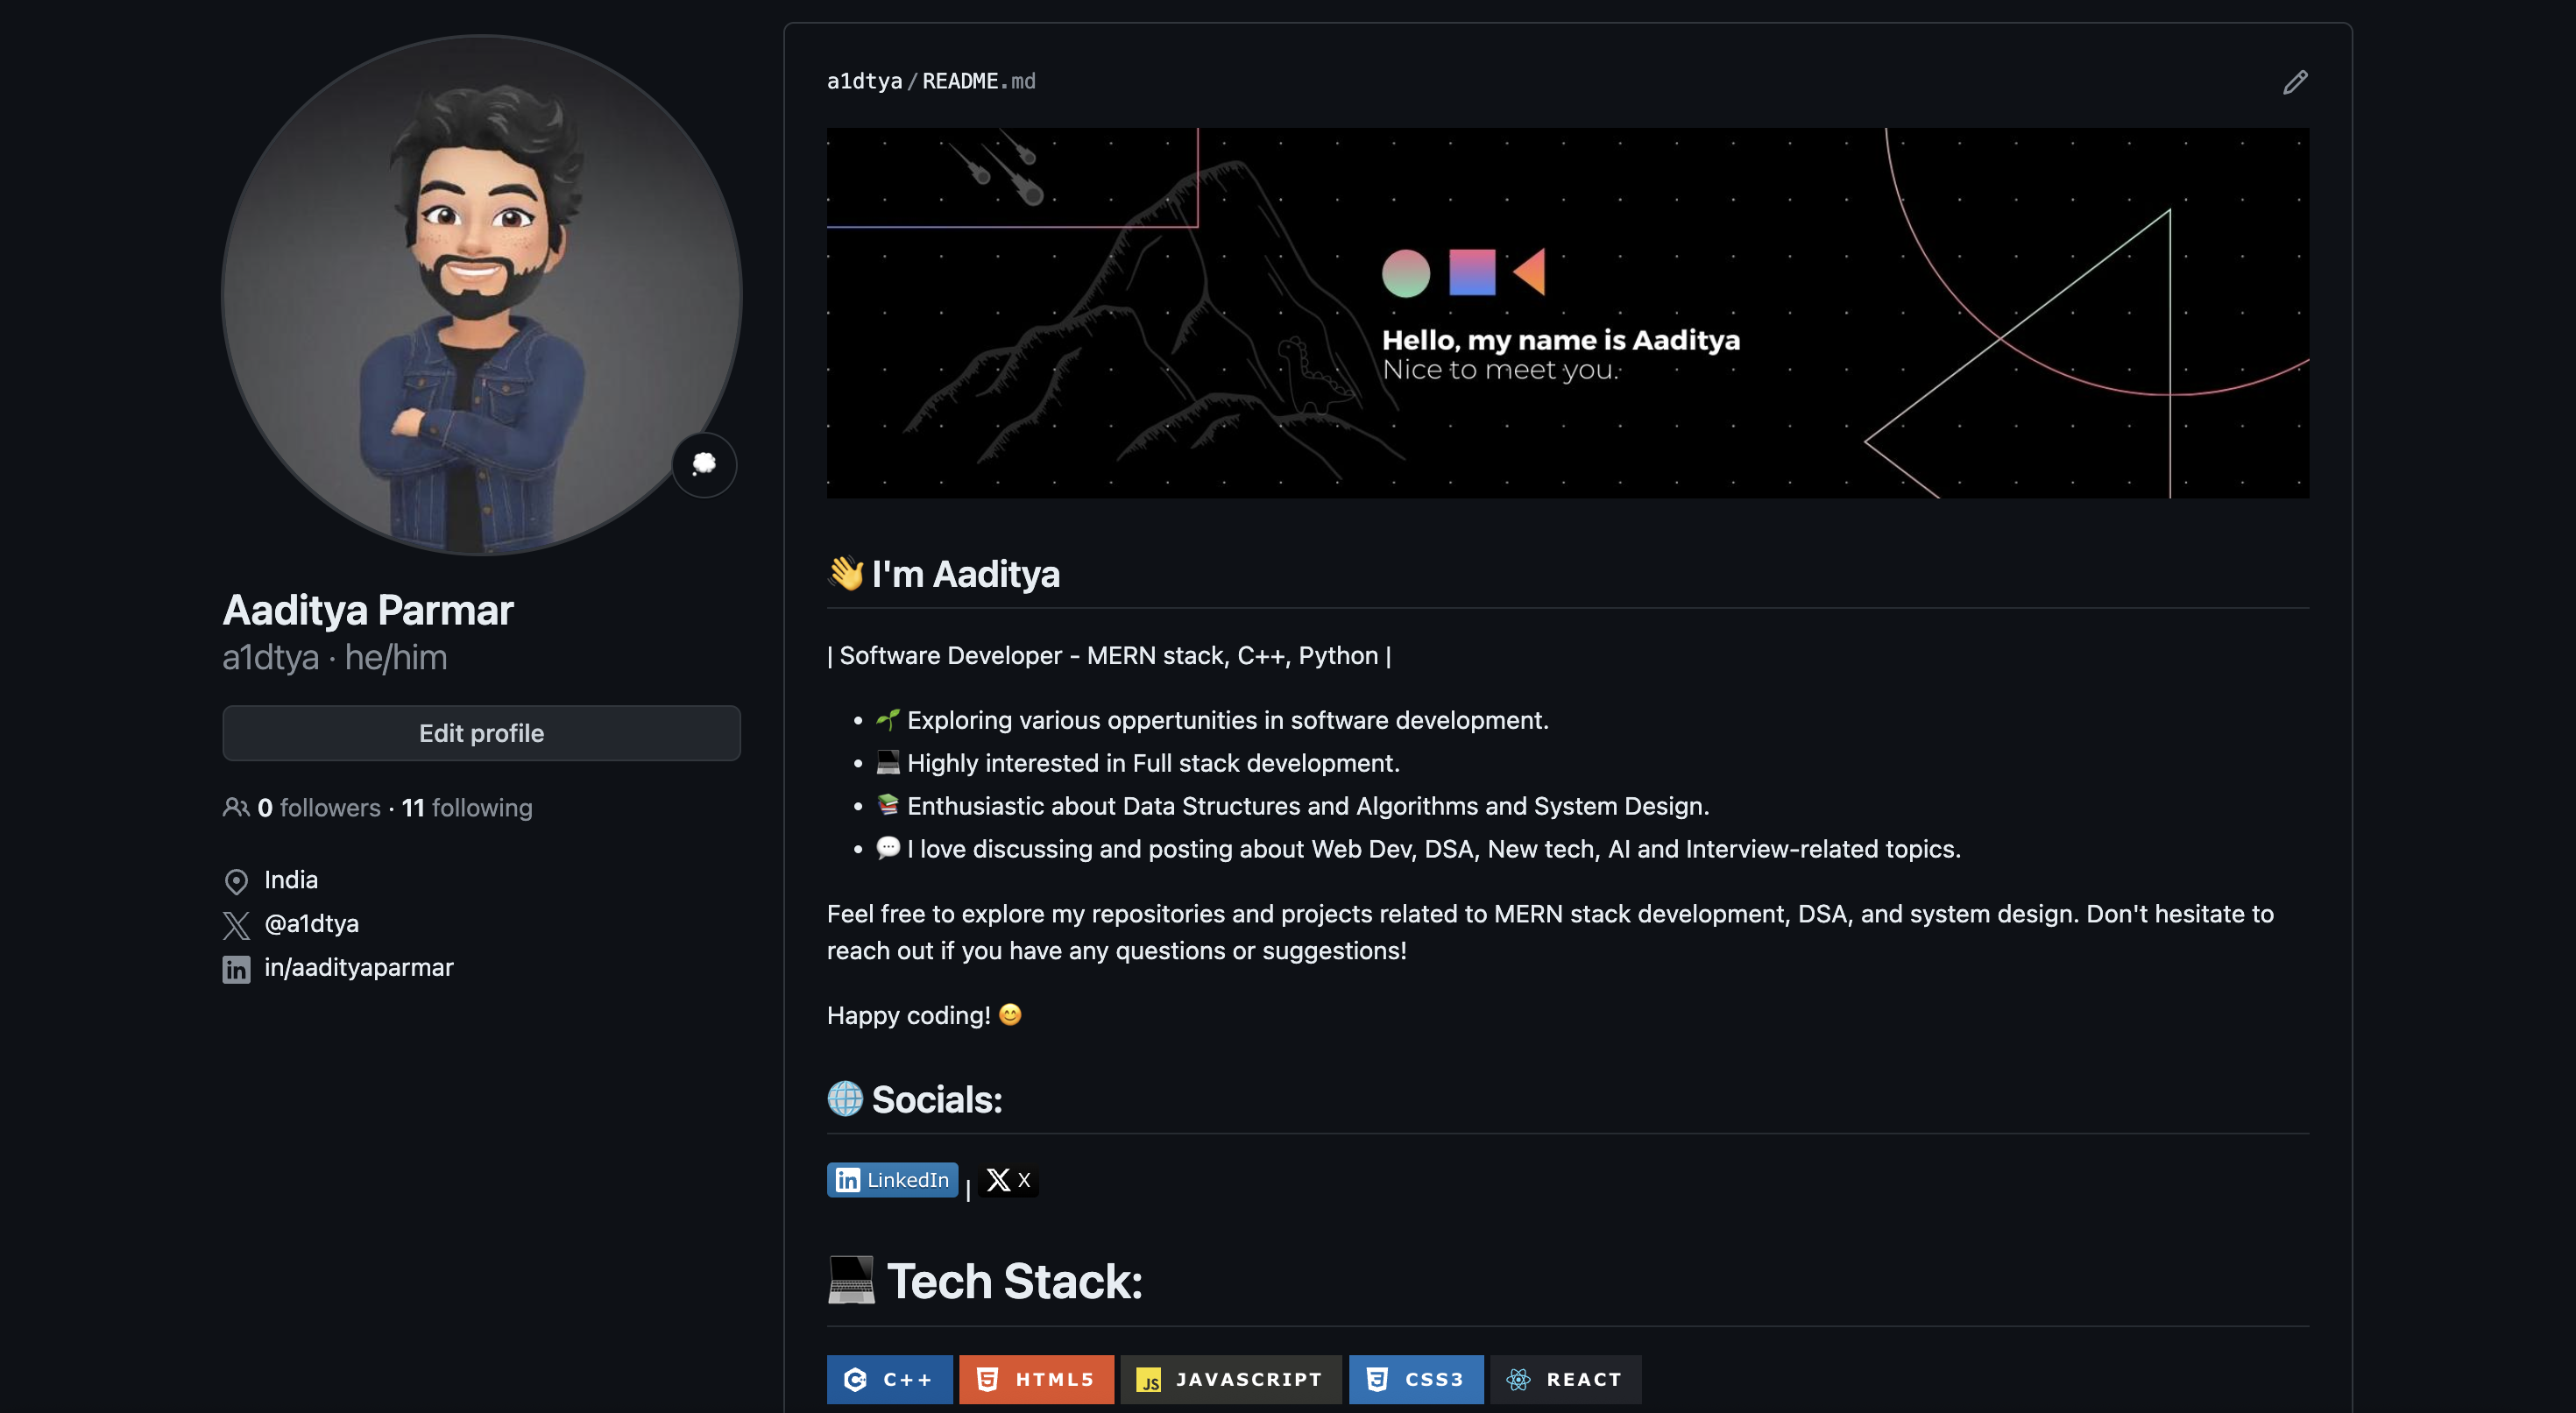 Aaditya Parmar
a1dtya · he/him
Edit profile
0 followers · 11 following
India
@a1dtya
in in/aadityaparmar
a1dtya/README.md
Hello, my name is Aaditya
Nice to meet you.
👋 I'm Aaditya
| Software Developer - MERN stack, C++, Python |
• 🌱 Exploring various oppertunities in software development.
• 💻 Highly interested in Full stack development.
• 📚 Enthusiastic about Data Structures and Algorithms and System Design.
• 💬 I love discussing and posting about Web Dev, DSA, New tech, AI and Interview-related topics.
Feel free to explore my repositories and projects related to MERN stack development, DSA, and system design. Don't hesitate to
reach out if you have any questions or suggestions!
Happy coding! 😊
🌐 Socials:
in LinkedIn | X X
💻 Tech Stack:
C C++ 5 HTML5 JS JAVASCRIPT 3 CSS3 REACT